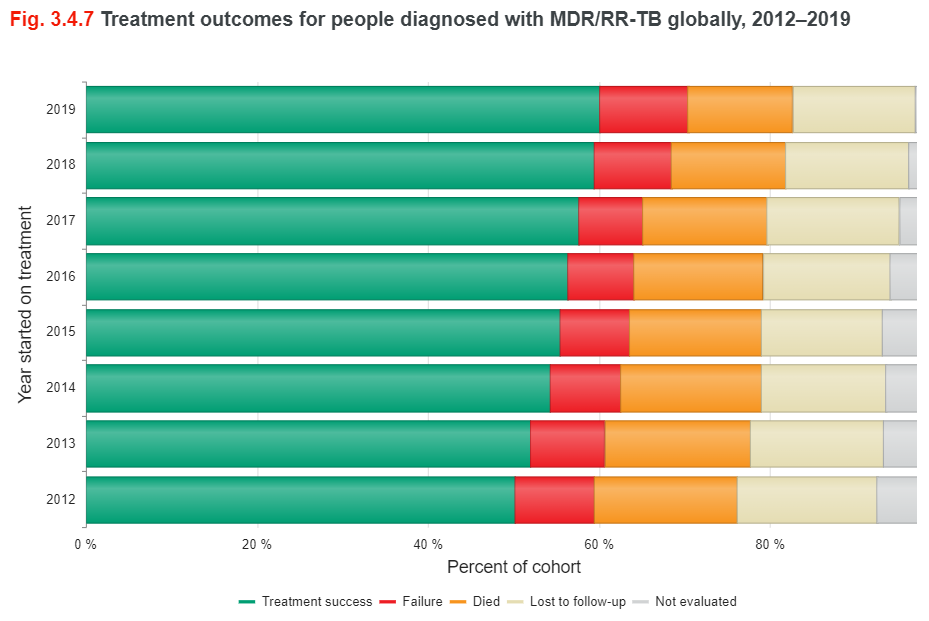 Fig. 3.4.7 Treatment outcomes for people diagnosed with MDR/RR-TB globally, 2012–2019
Year started on treatment
2019
2018
2017
2016
2015
2014
2013
2012
0 % 20 % 40 % 60 % 80 %
Percent of cohort
Treatment success Failure Died Lost to follow-up Not evaluated